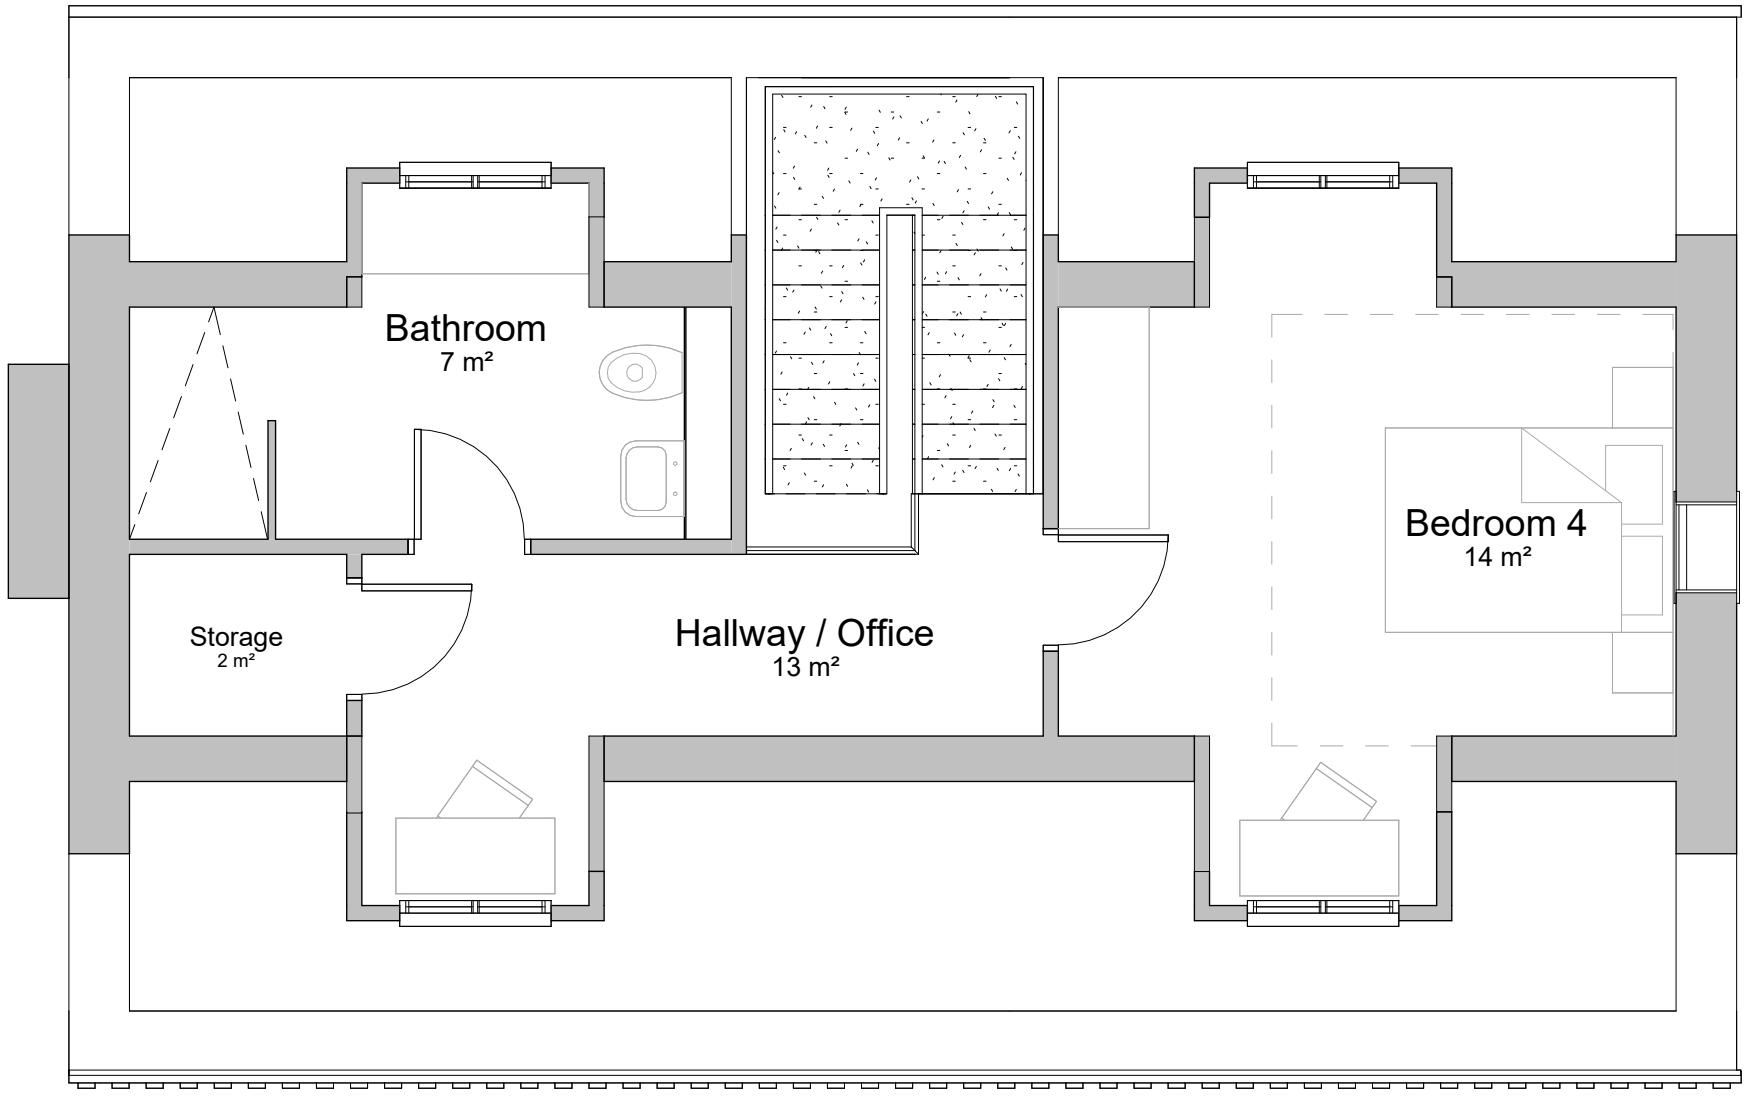 Bathroom
7 m²
Bedroom 4
14 m²
Storage
2 m²
Hallway / Office
13 m²